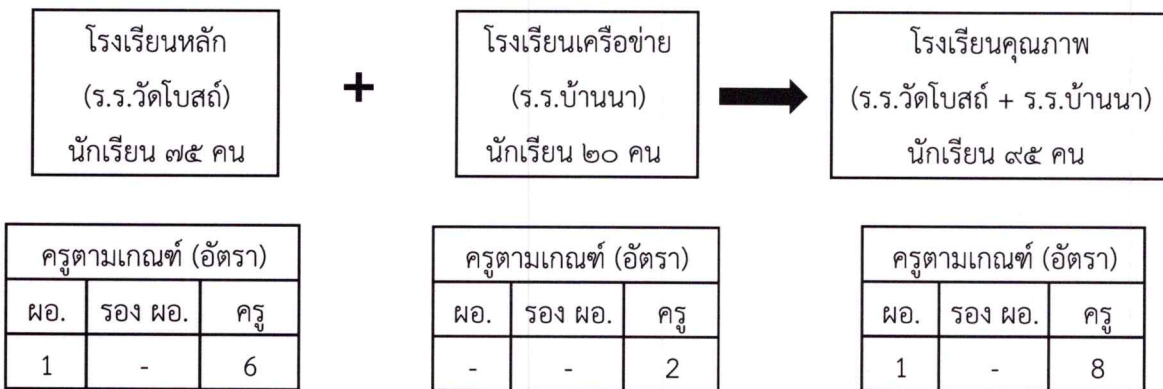 โรงเรียนหลัก
(ร.ร.วัดโบสถ์)
นักเรียน ๗๕ คน
+
โรงเรียนเครือข่าย
(ร.ร.บ้านนา)
นักเรียน ๒๐ คน
โรงเรียนคุณภาพ
(ร.ร.วัดโบสถ์ + ร.ร.บ้านนา)
นักเรียน ๙๕ คน
ครูตามเกณฑ์ (อัตรา)
ผอ. รอง ผอ. ครู
1 - 6
ครูตามเกณฑ์ (อัตรา)
ผอ. รอง ผอ. ครู
- - 2
ครูตามเกณฑ์ (อัตรา)
ผอ. รอง ผอ. ครู
1 - 8